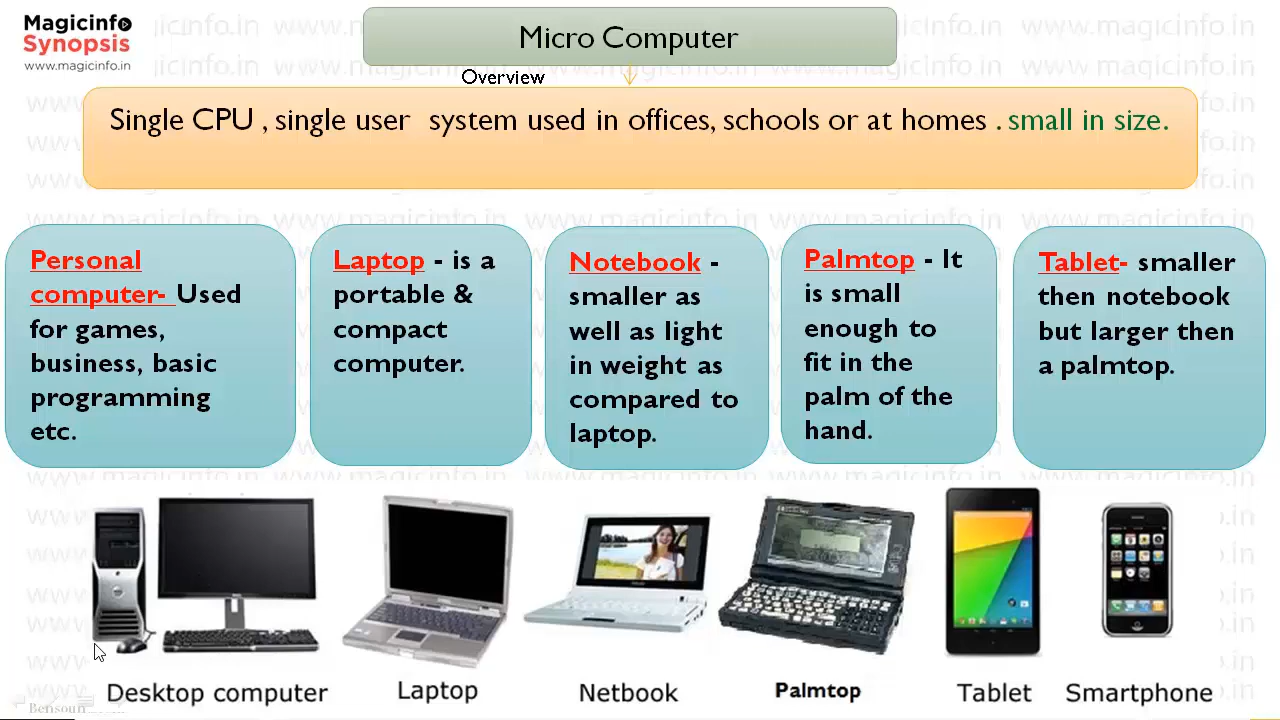 Magicinfo
Synopsis
www.magicinfo.in
Micro Computer
Overview
Single CPU , single user system used in offices, schools or at homes . small in size.
Personal
computer- Used
for games,
business, basic
programming
etc.
Laptop - is a
portable &
compact
computer.
Notebook -
smaller as
well as light
in weight as
compared to
laptop.
Palmtop - It
is small
enough to
fit in the
palm of the
hand.
Tablet- smaller
then notebook
but larger then
a palmtop.
Desktop computer
Laptop
Netbook
Palmtop
Tablet
Smartphone